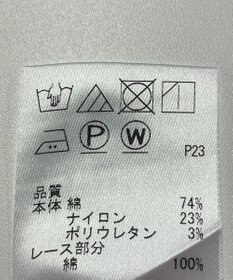 P W P23
品質
本体 綿 74%
ナイロン 23%
ポリウレタン 3%
レース部分
綿 100%